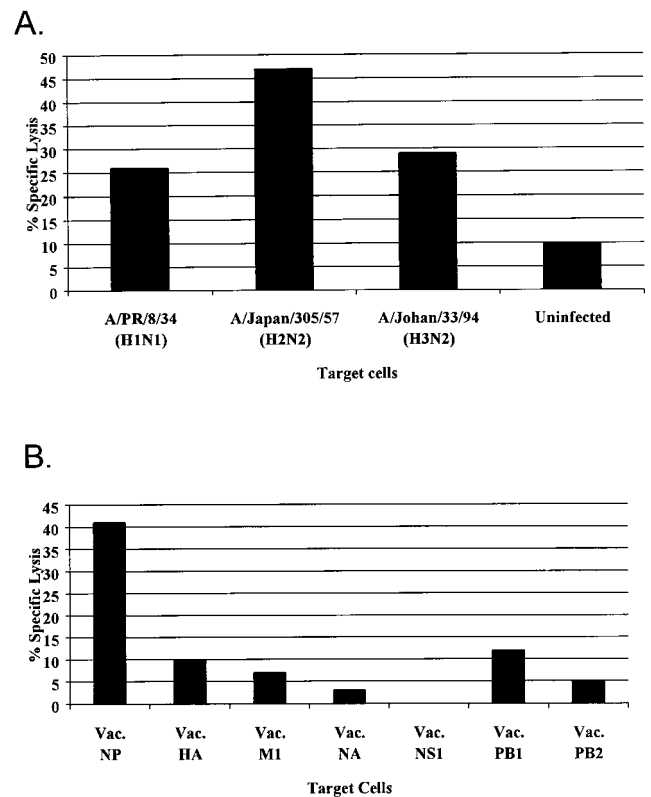 A.
50
45
40
35
30
25
20
15
10
5
0
% Specific Lysis
A/PR/8/34 A/Japan/305/57 A/Johan/33/94 Uninfected
(H1N1) (H2N2) (H3N2)
Target cells
B.
45
40
35
30
25
20
15
10
5
0
% Specific Lysis
Vac. Vac. Vac. Vac. Vac. Vac. Vac.
NP HA M1 NA NS1 PB1 PB2
Target Cells